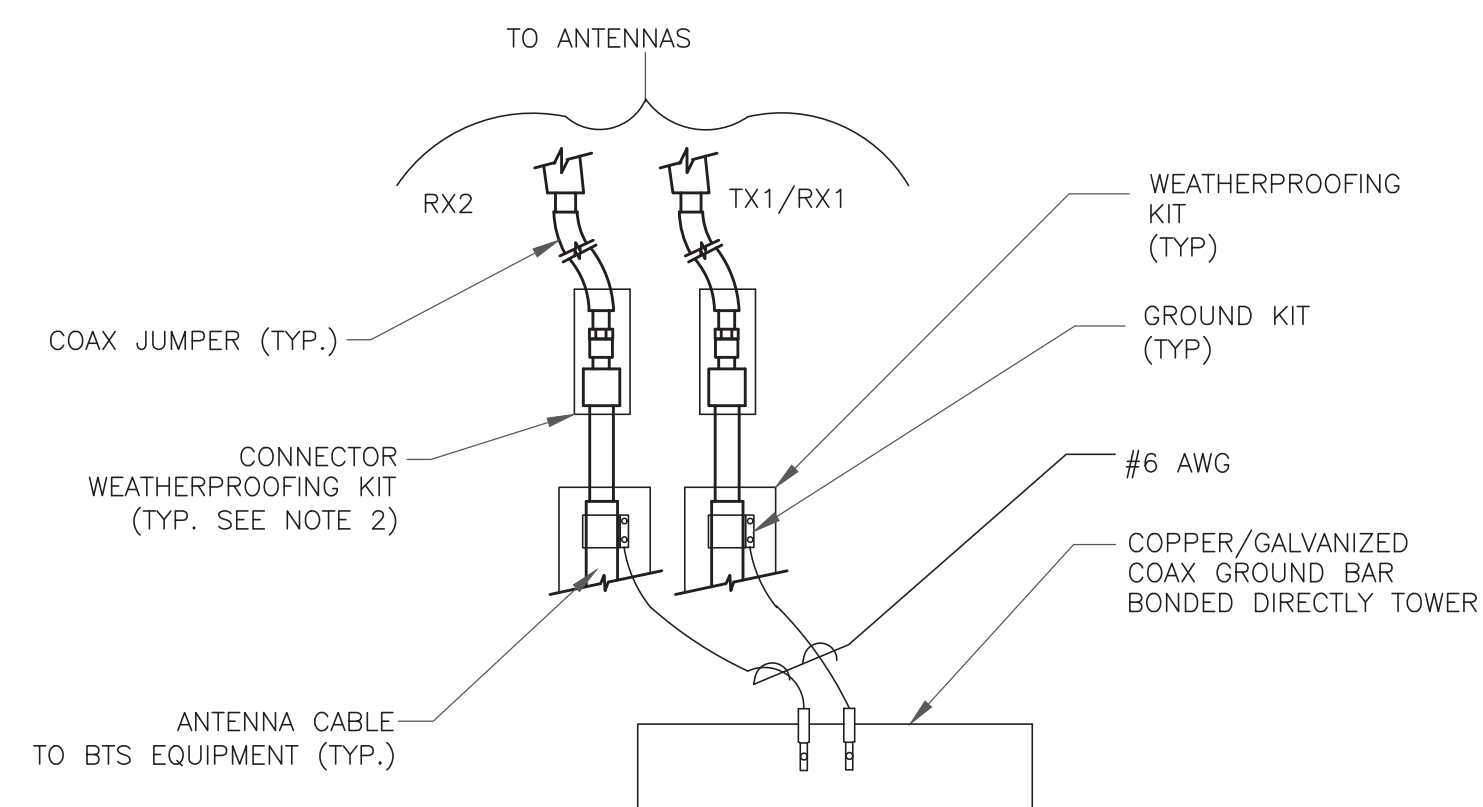 TO ANTENNAS
RX2
TX1/RX1
WEATHERPROOFING
KIT
(TYP)
COAX JUMPER (TYP.)
GROUND KIT
(TYP)
CONNECTOR
WEATHERPROOFING KIT
(TYP. SEE NOTE 2)
#6 AWG
COPPER/GALVANIZED
COAX GROUND BAR
BONDED DIRECTLY TOWER
ANTENNA CABLE
TO BTS EQUIPMENT (TYP.)